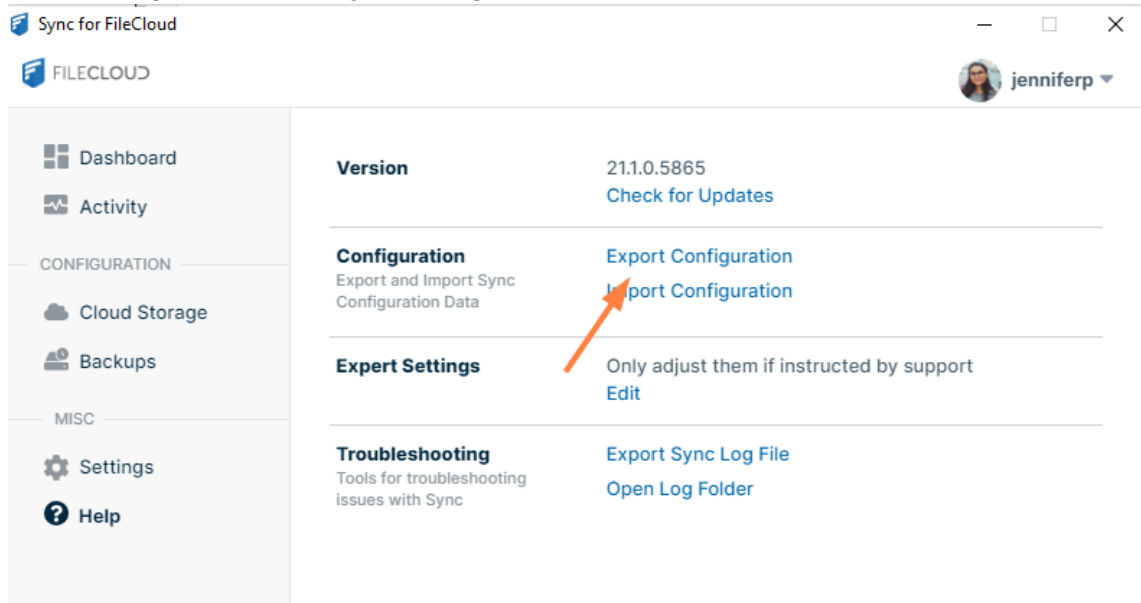 Sync for FileCloud
FILECLOUD
jenniferp
Dashboard
Activity
CONFIGURATION
Cloud Storage
Backups
MISC
Settings
Help
Version
21.1.0.5865
Check for Updates
Configuration
Export and Import Sync
Configuration Data
Export Configuration
Import Configuration
Expert Settings
Only adjust them if instructed by support
Edit
Troubleshooting
Tools for troubleshooting
issues with Sync
Export Sync Log File
Open Log Folder